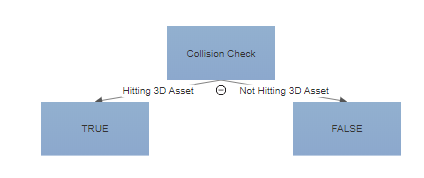 Collision Check
Hitting 3D Asset
Not Hitting 3D Asset
TRUE
FALSE